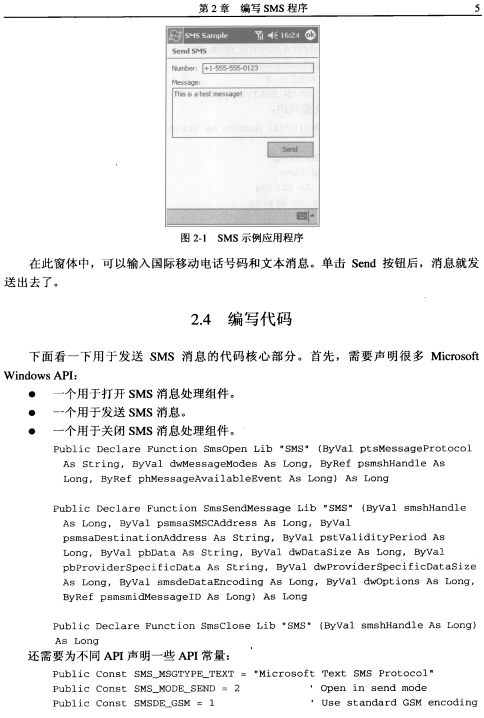 第 2 章 编写 SMS 程序 5
SMS Sample 16:24 ok
Send SMS
Number: +1-555-555-0123
Message:
This is a test message!
Send
图 2-1 SMS 示例应用程序
在此窗体中，可以输入国际移动电话号码和文本消息。单击 Send 按钮后，消息就发
送出去了。
2.4 编写代码
下面看一下用于发送 SMS 消息的代码核心部分。首先，需要声明很多 Microsoft
Windows API：
● 一个用于打开 SMS 消息处理组件。
● 一个用于发送 SMS 消息。
● 一个用于关闭 SMS 消息处理组件。
Public Declare Function SmsOpen Lib "SMS" (ByVal ptsMessageProtocol
As String, ByVal dwMessageModes As Long, ByRef psmshHandle As
Long, ByRef phMessageAvailableEvent As Long) As Long
Public Declare Function SmsSendMessage Lib "SMS" (ByVal smshHandle
As Long, ByVal psmsaSMSCAddress As Long, ByVal
psmsaDestinationAddress As String, ByVal pstValidityPeriod As
Long, ByVal pbData As String, ByVal dwDataSize As Long, ByVal
pbProviderSpecificData As String, ByVal dwProviderSpecificDataSize
As Long, ByVal smsdeDataEncoding As Long, ByVal dwOptions As Long,
ByRef psmsmidMessageID As Long) As Long
Public Declare Function SmsClose Lib "SMS" (ByVal smshHandle As Long)
As Long
还需要为不同 API 声明一些 API 常量：
Public Const SMS_MSGTYPE_TEXT = "Microsoft Text SMS Protocol"
Public Const SMS_MODE_SEND = 2 ' Open in send mode
Public Const SMSDE_GSM = 1 ' Use standard GSM encoding